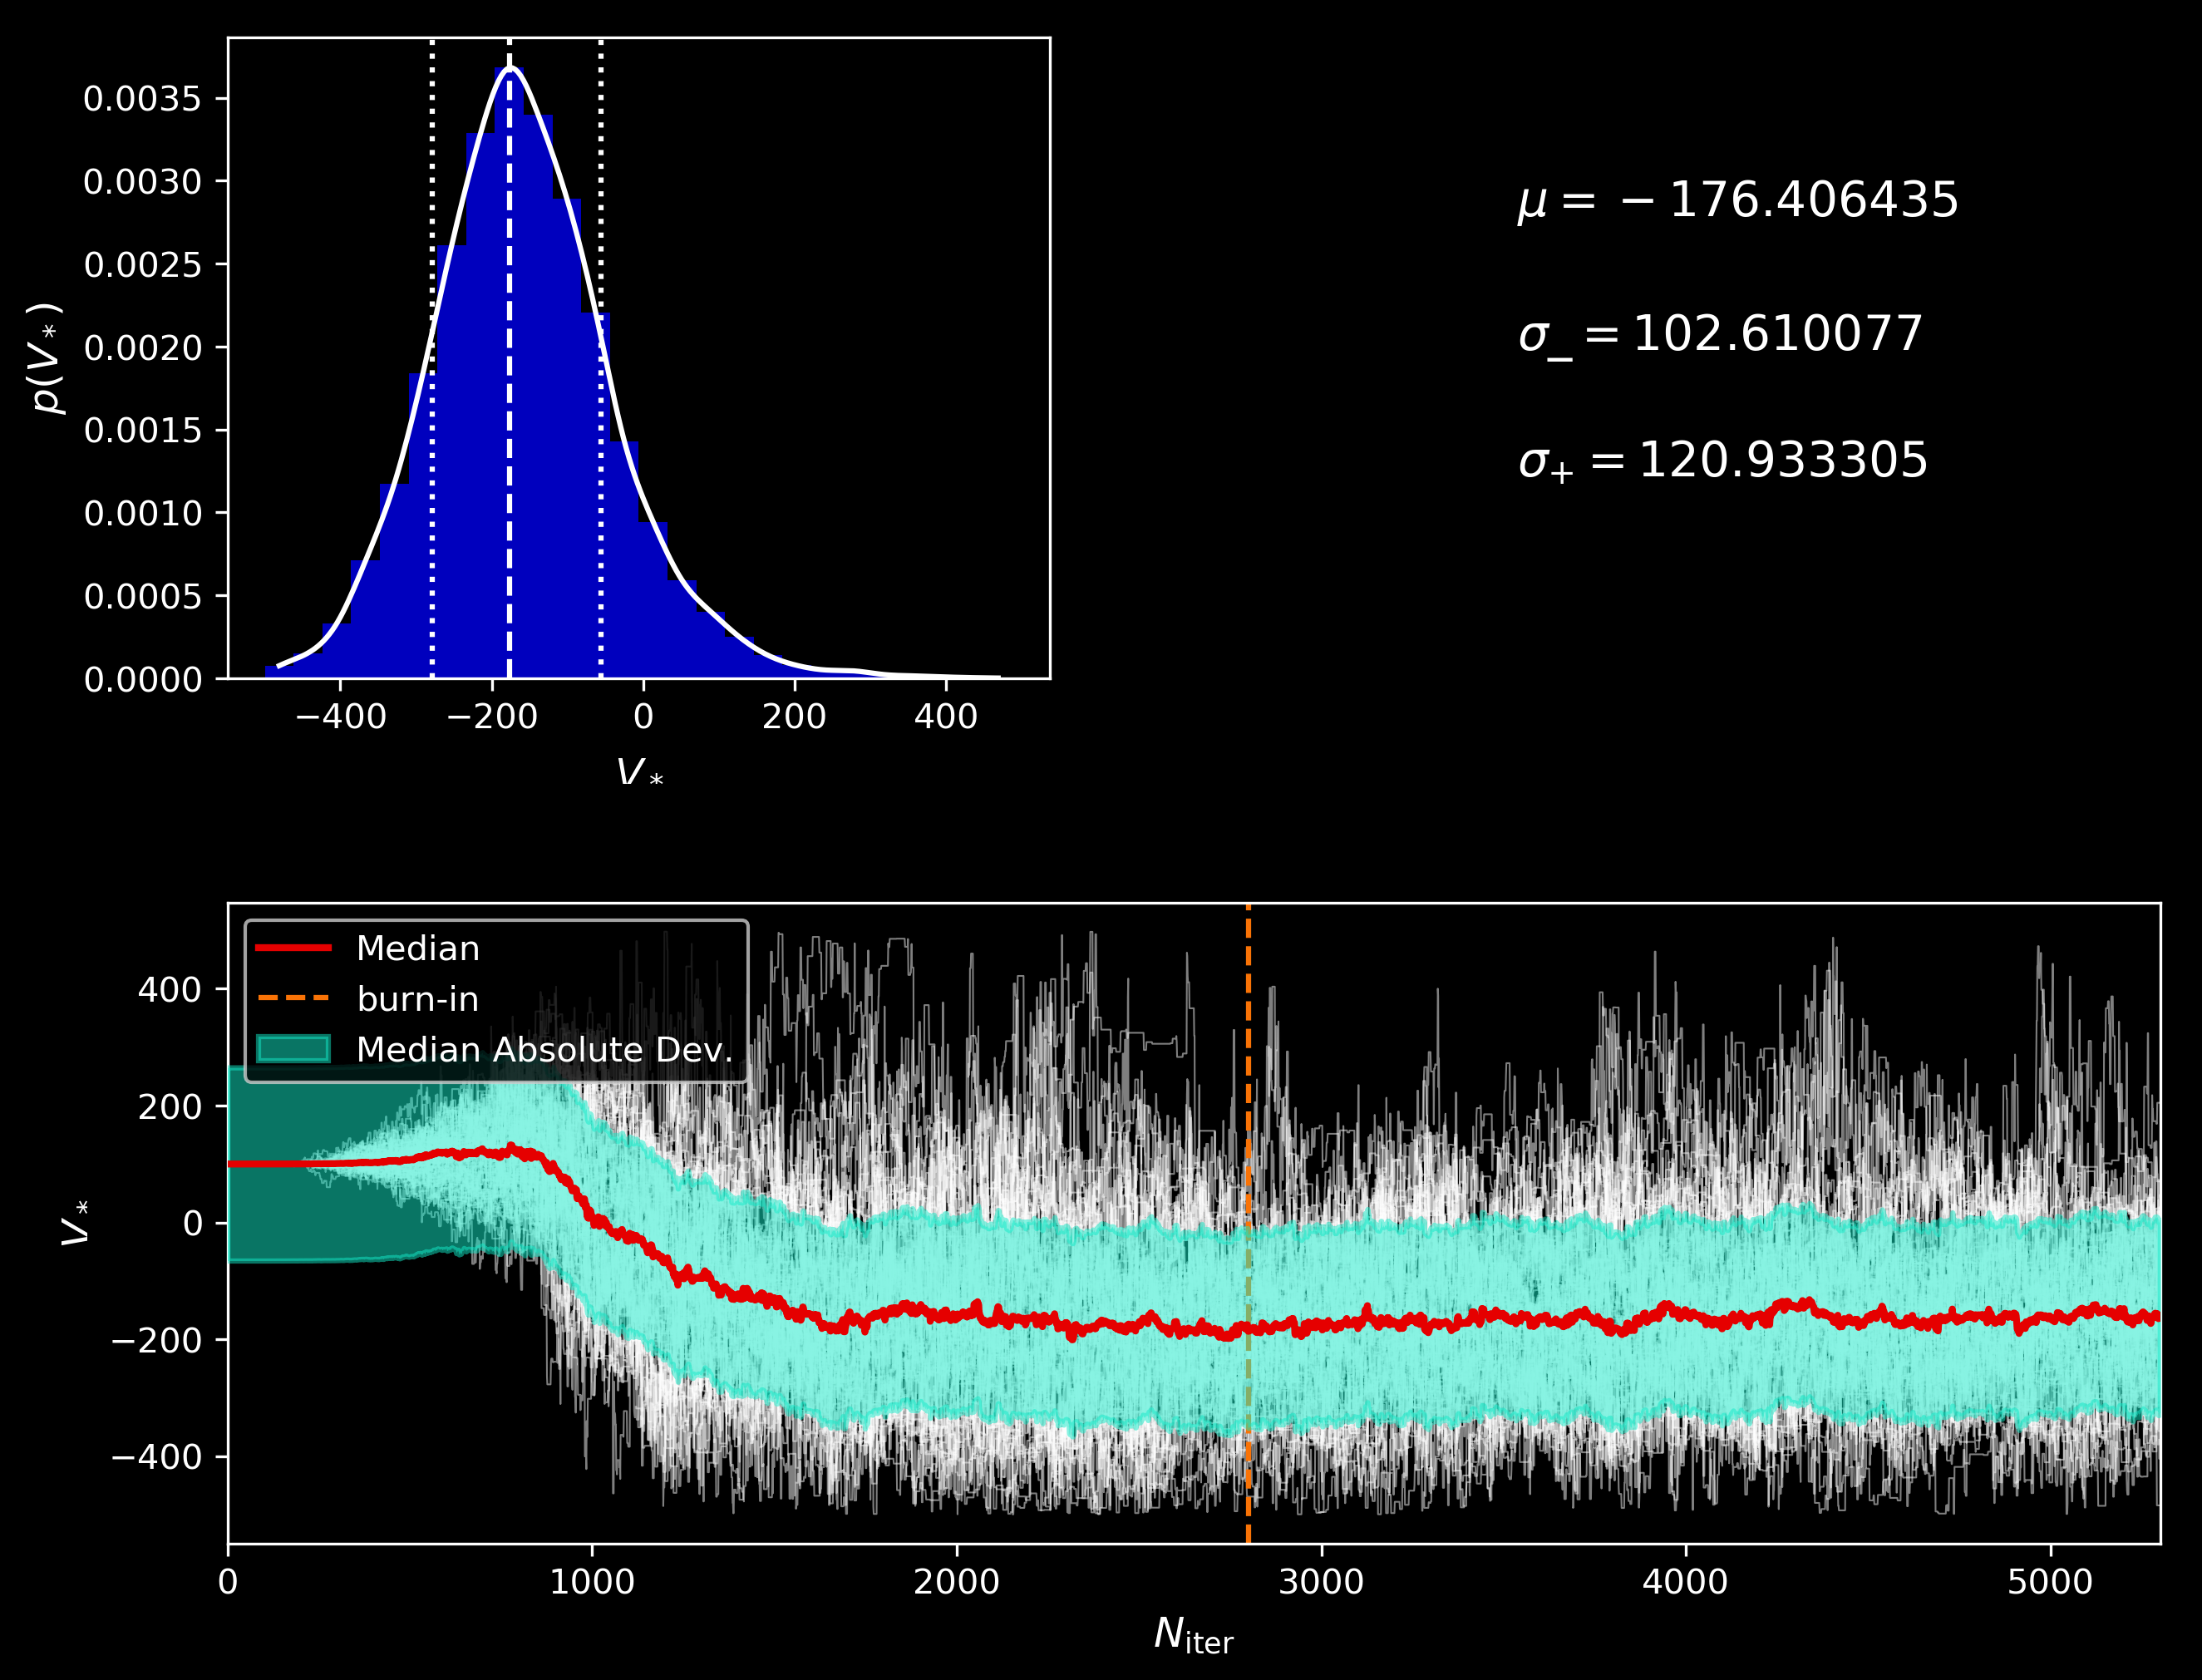 0.0035
0.0030
0.0025
0.0020
0.0015
0.0010
0.0005
0.0000
p(V*)
−400 −200 0 200 400
V*
μ = −176.406435
σ_ = 102.610077
σ+ = 120.933305
Median
burn-in
Median Absolute Dev.
400
200
0
−200
−400
V*
0 1000 2000 3000 4000 5000
Niter